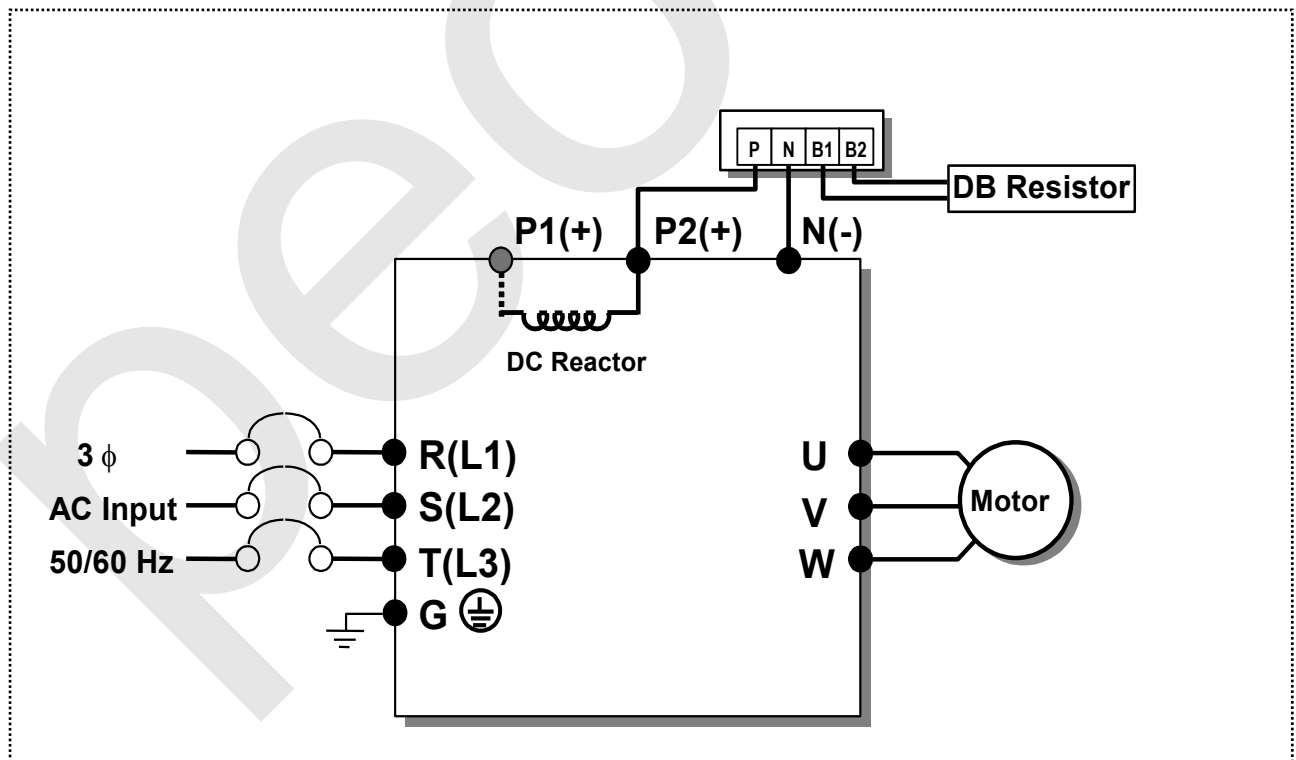 P N B1 B2
DB Resistor
P1(+) P2(+) N(-)
DC Reactor
3 ϕ
AC Input
50/60 Hz
R(L1)
S(L2)
T(L3)
G
U
V
W
Motor